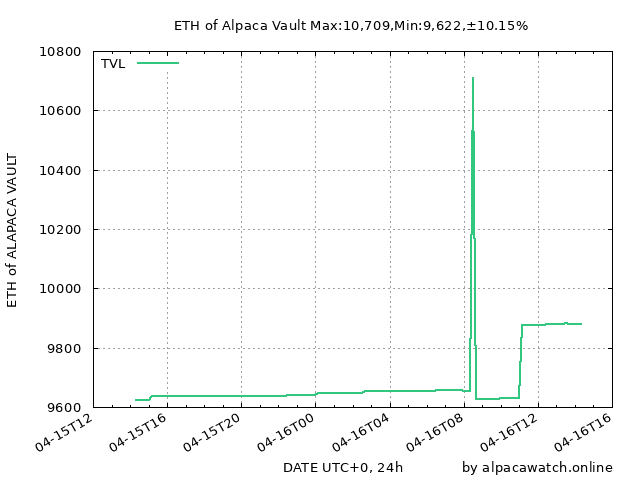 ETH of Alpaca Vault Max:10,709,Min:9,622,±10.15%
10800
TVL
10600
10400
10200
10000
9800
9600
ETH of ALAPACA VAULT
04-15T12
04-15T16
04-15T20
04-16T00
04-16T04
04-16T08
04-16T12
04-16T16
DATE UTC+0, 24h
by alpacawatch.online